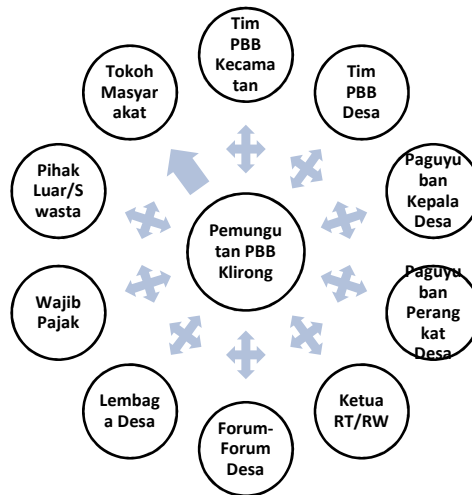 Tim
PBB
Kecama
tan
Tim
PBB
Desa
Paguyu
ban
Kepala
Desa
Paguyu
ban
Perang
kat
Desa
Ketua
RT/RW
Forum-
Forum
Desa
Lembag
a Desa
Wajib
Pajak
Pihak
Luar/S
wasta
Tokoh
Masyar
akat
Pemungu
tan PBB
Klirong